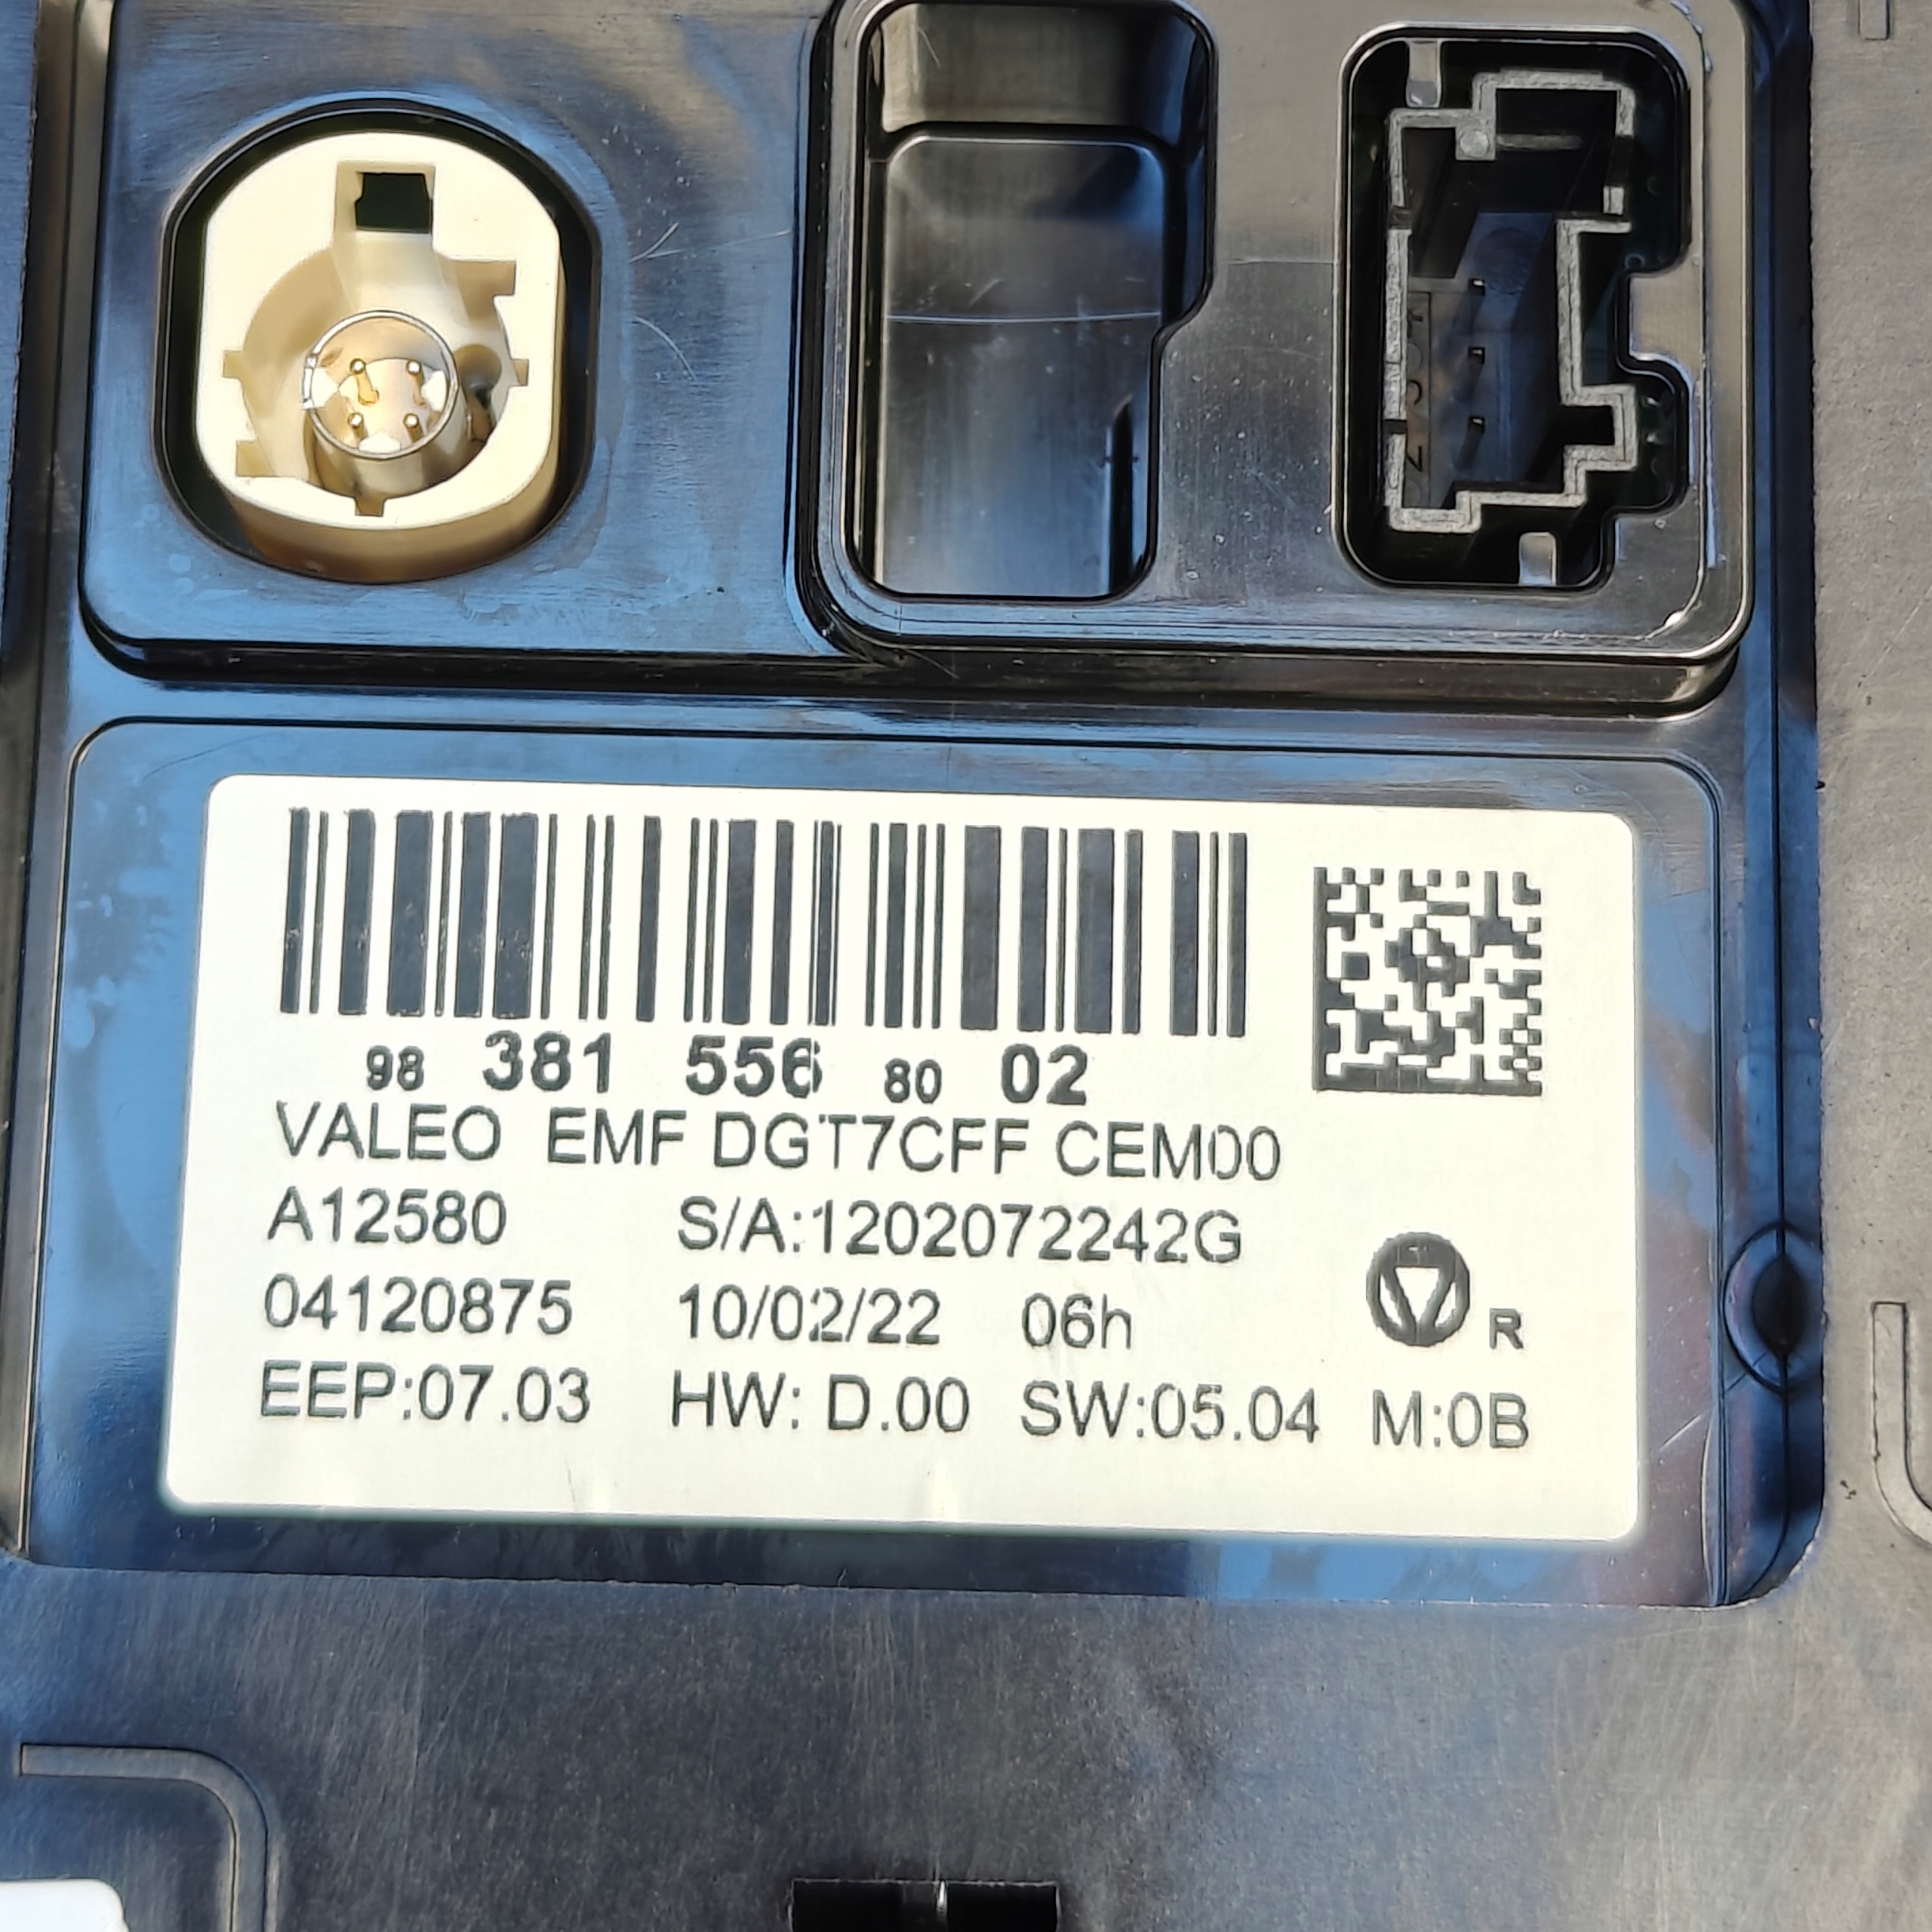 98 381 556 80 02
VALEO EMF DGT7CFF CEM00
A12580 S/A:1202072242G
04120875 10/02/22 06h
R
EEP:07.03 HW: D.00 SW:05.04 M:0B